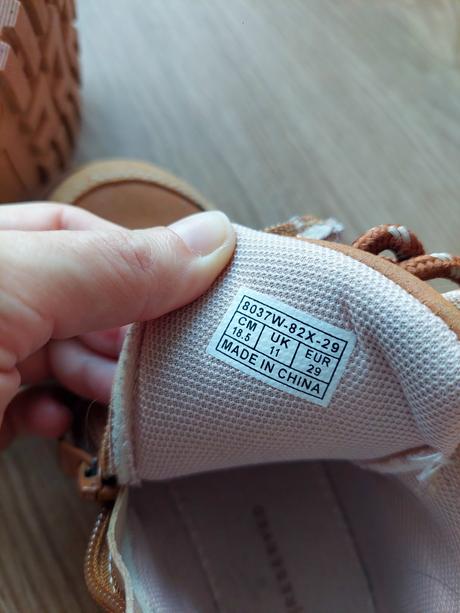 8037W-82X-29
CM UK EUR
18.5 11 29
MADE IN CHINA